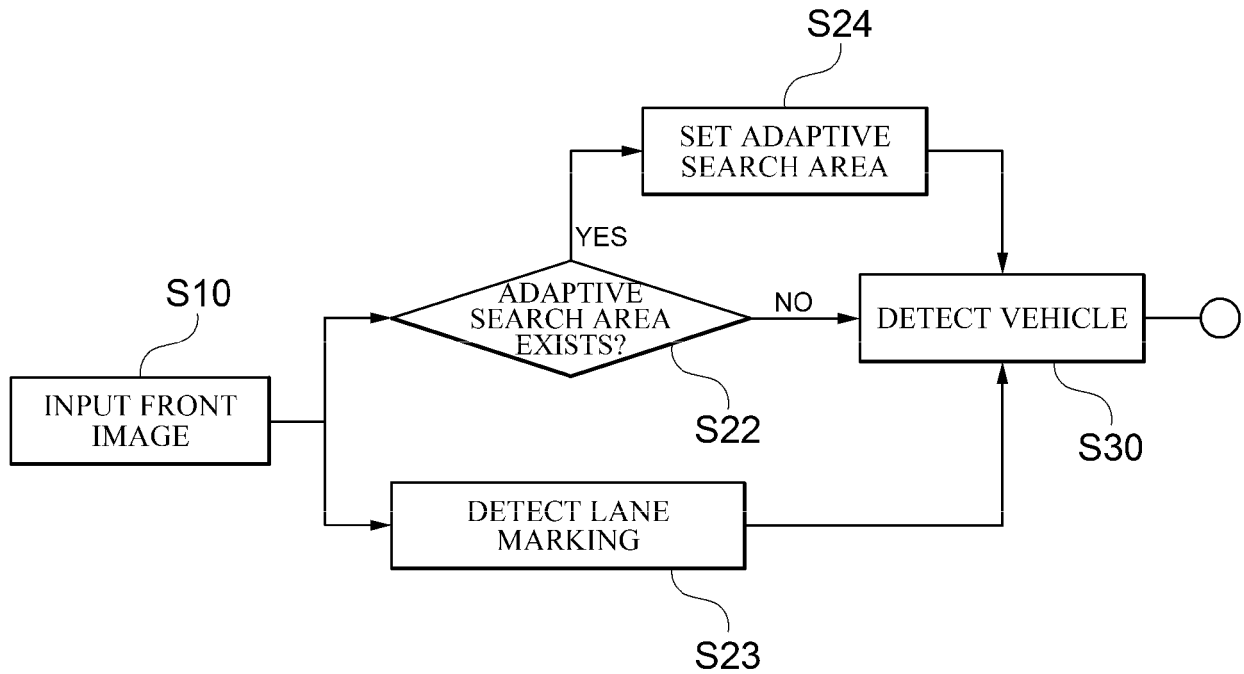 S24
SET ADAPTIVE
SEARCH AREA
YES
S10
ADAPTIVE
SEARCH AREA
EXISTS?
NO
DETECT VEHICLE
INPUT FRONT
IMAGE
S22
S30
DETECT LANE
MARKING
S23